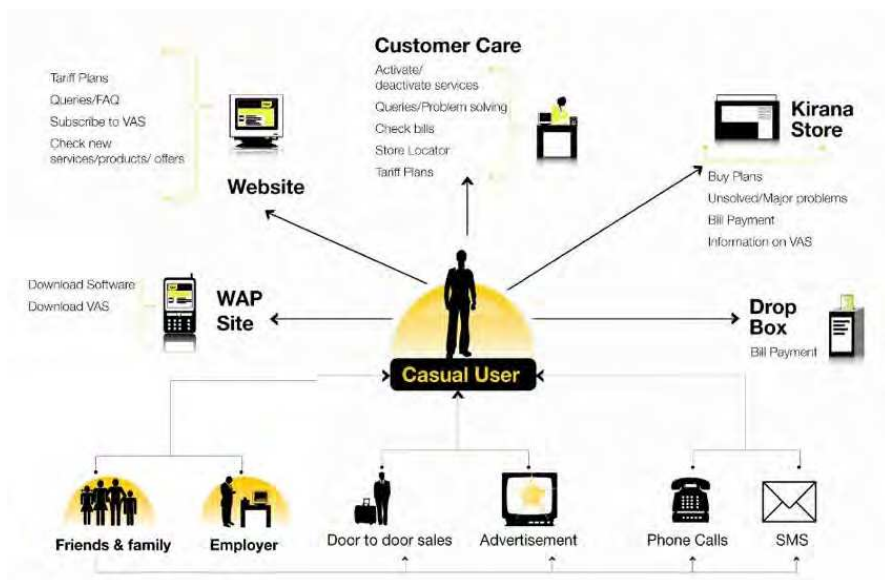 Customer Care
Activate/
deactivate services
Queries/Problem solving
Check bills
Store Locator
Tariff Plans
Tariff Plans
Queries/FAQ
Subscribe to VAS
Check new
services/products/ offers
Website
Kirana
Store
Buy Plans
Unsolved/Major problems
Bill Payment
Information on VAS
Download Software
Download VAS
WAP
Site
Drop
Box
Bill Payment
Casual User
Friends & family
Employer
Door to door sales
Advertisement
Phone Calls
SMS